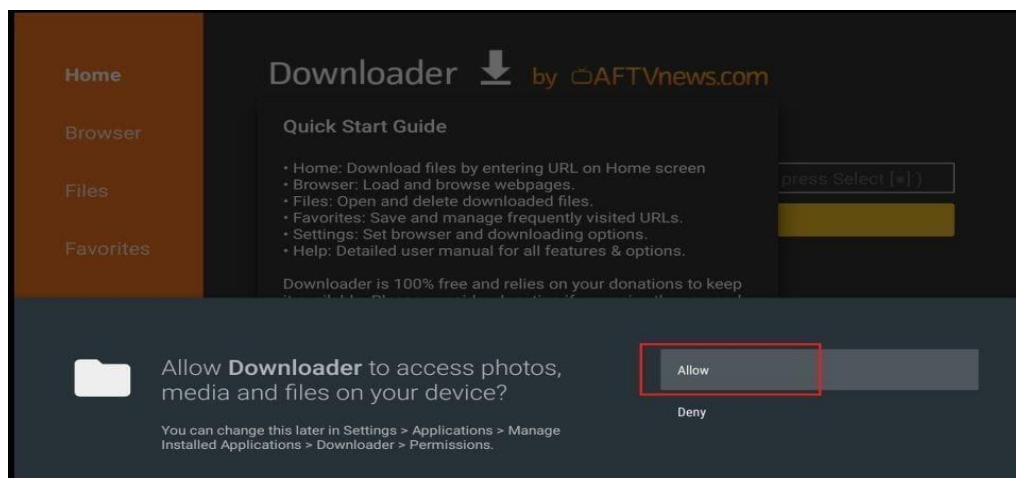 Home
Browser
Files
Favorites
Downloader by AFTVnews.com
Quick Start Guide
• Home: Download files by entering URL on Home screen
• Browser: Load and browse webpages.
• Files: Open and delete downloaded files.
• Favorites: Save and manage frequently visited URLs.
• Settings: Set browser and downloading options.
• Help: Detailed user manual for all features & options.
Downloader is 100% free and relies on your donations to keep
press Select [●] )
Allow Downloader to access photos,
media and files on your device?
You can change this later in Settings > Applications > Manage
Installed Applications > Downloader > Permissions.
Allow
Deny